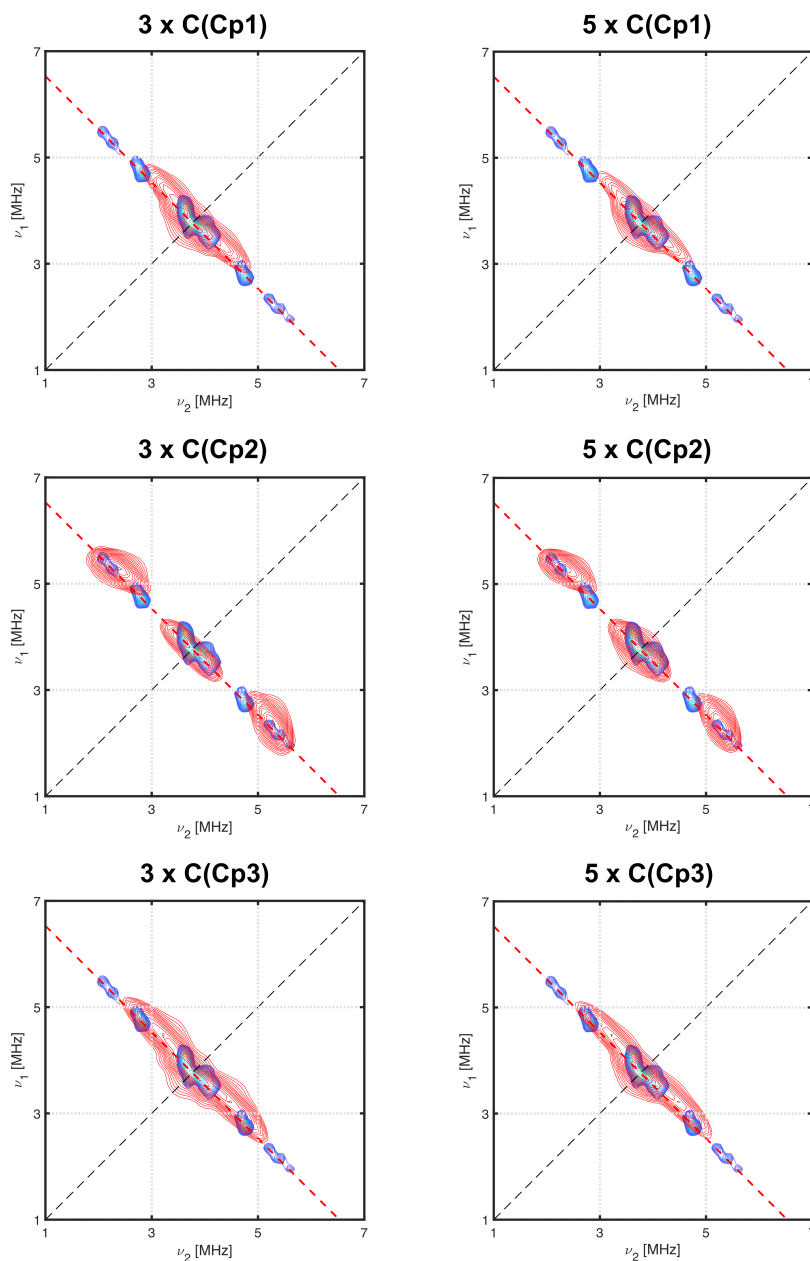 3 x C(Cp1)
5 x C(Cp1)
7
5
3
1
ν₁ [MHz]
1 3 5 7
ν₂ [MHz]
7
5
3
1
ν₁ [MHz]
1 3 5 7
ν₂ [MHz]
3 x C(Cp2)
5 x C(Cp2)
7
5
3
1
ν₁ [MHz]
1 3 5 7
ν₂ [MHz]
7
5
3
1
ν₁ [MHz]
1 3 5 7
ν₂ [MHz]
3 x C(Cp3)
5 x C(Cp3)
7
5
3
1
ν₁ [MHz]
1 3 5 7
ν₂ [MHz]
7
5
3
1
ν₁ [MHz]
1 3 5 7
ν₂ [MHz]